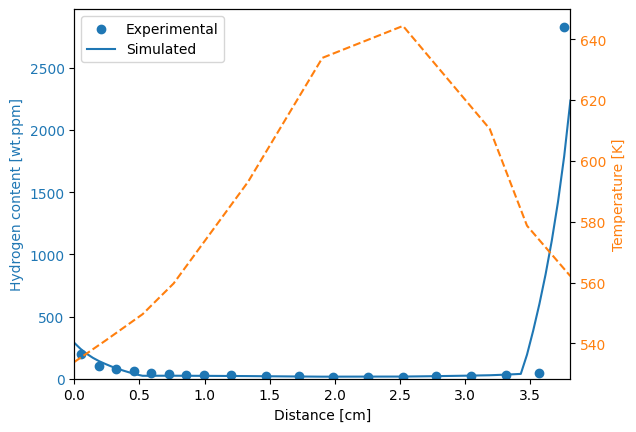 Experimental
Simulated
Hydrogen content [wt.ppm]
2500
2000
1500
1000
500
0
Temperature [K]
640
620
600
580
560
540
0.0 0.5 1.0 1.5 2.0 2.5 3.0 3.5
Distance [cm]